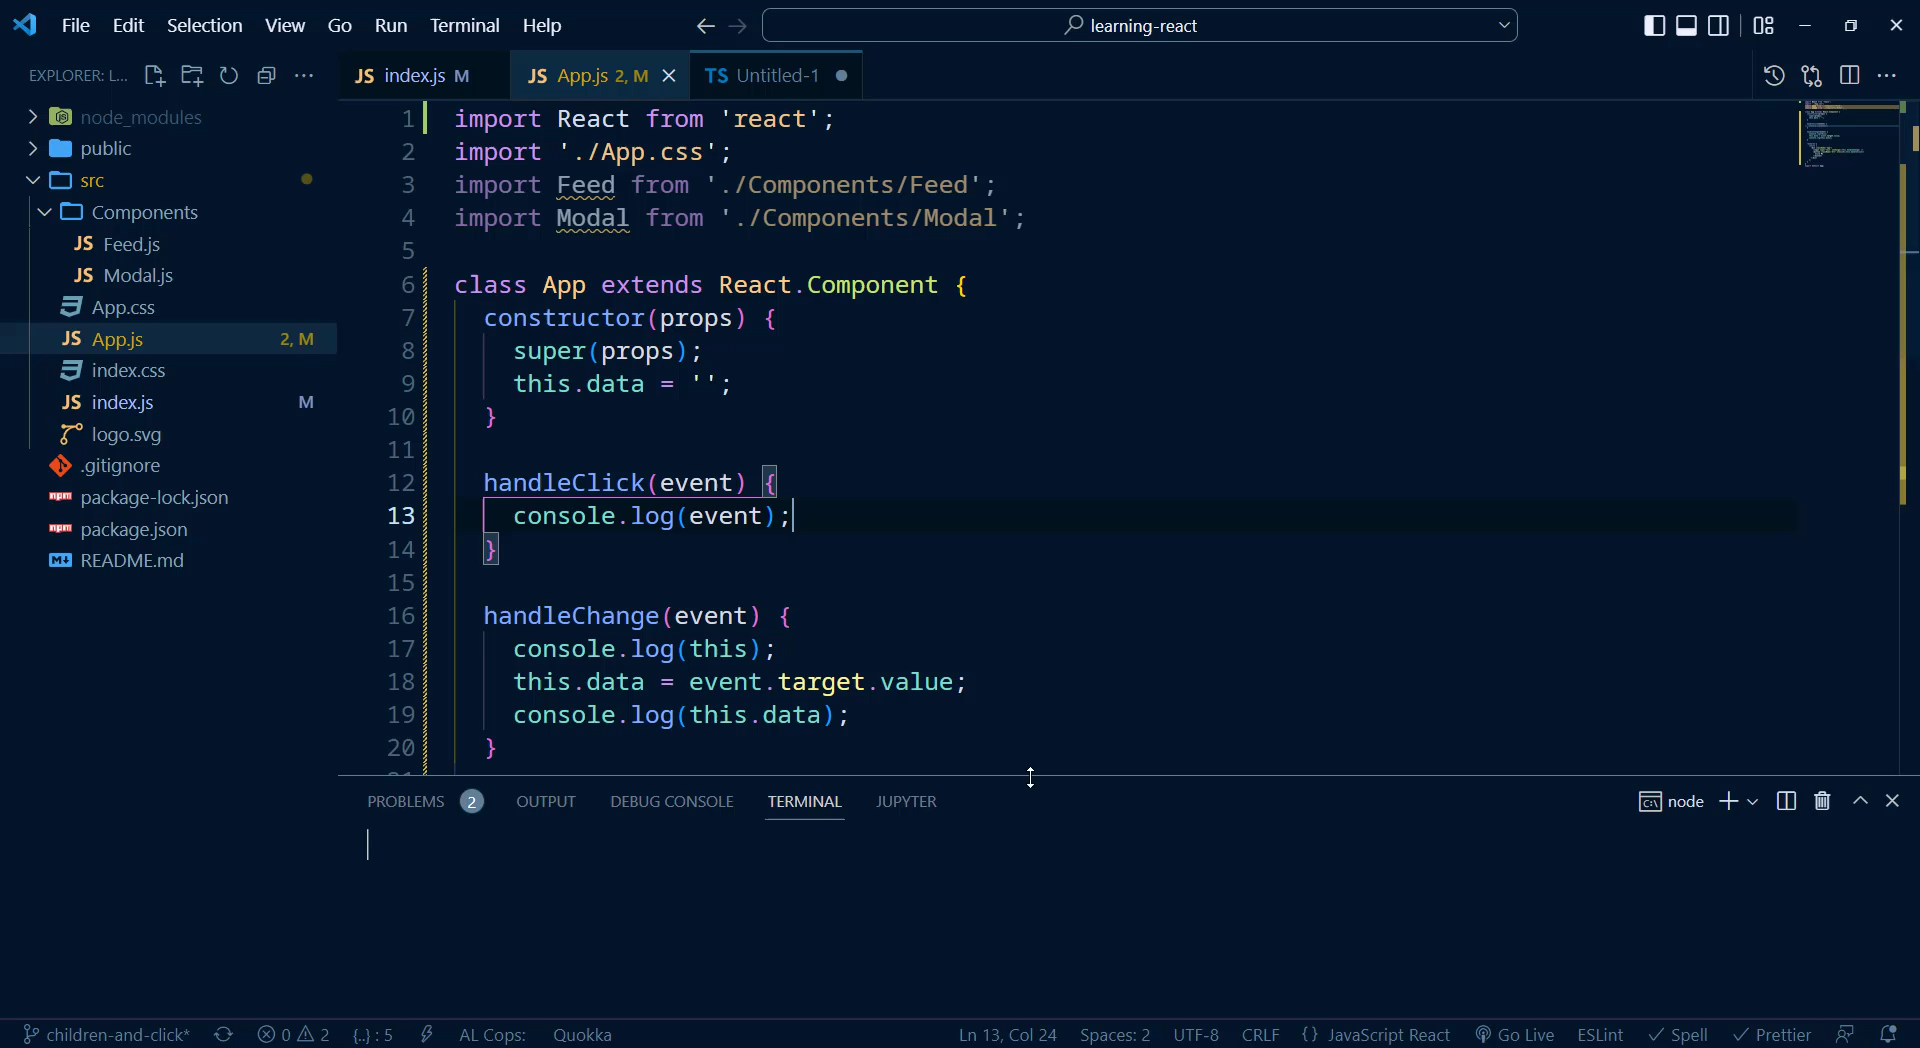 File Edit Selection View Go Run Terminal Help
learning-react
EXPLORER: L...
JS index.js M
JS App.js 2, M
TS Untitled-1
node_modules
public
src
Components
JS Feed.js
JS Modal.js
App.css
JS App.js 2, M
index.css
JS index.js M
logo.svg
.gitignore
npm package-lock.json
npm package.json
README.md
1 import React from 'react';
2 import './App.css';
3 import Feed from './Components/Feed';
4 import Modal from './Components/Modal';
5
6 class App extends React.Component {
7 constructor(props) {
8 super(props);
9 this.data = '';
10 }
11
12 handleClick(event) {
13 console.log(event);
14 }
15
16 handleChange(event) {
17 console.log(this);
18 this.data = event.target.value;
19 console.log(this.data);
20 }
PROBLEMS 2 OUTPUT DEBUG CONSOLE TERMINAL JUPYTER
node
children-and-click* 0 2 {..} : 5 AL Cops: Quokka Ln 13, Col 24 Spaces: 2 UTF-8 CRLF {} JavaScript React Go Live ESLint Spell Prettier